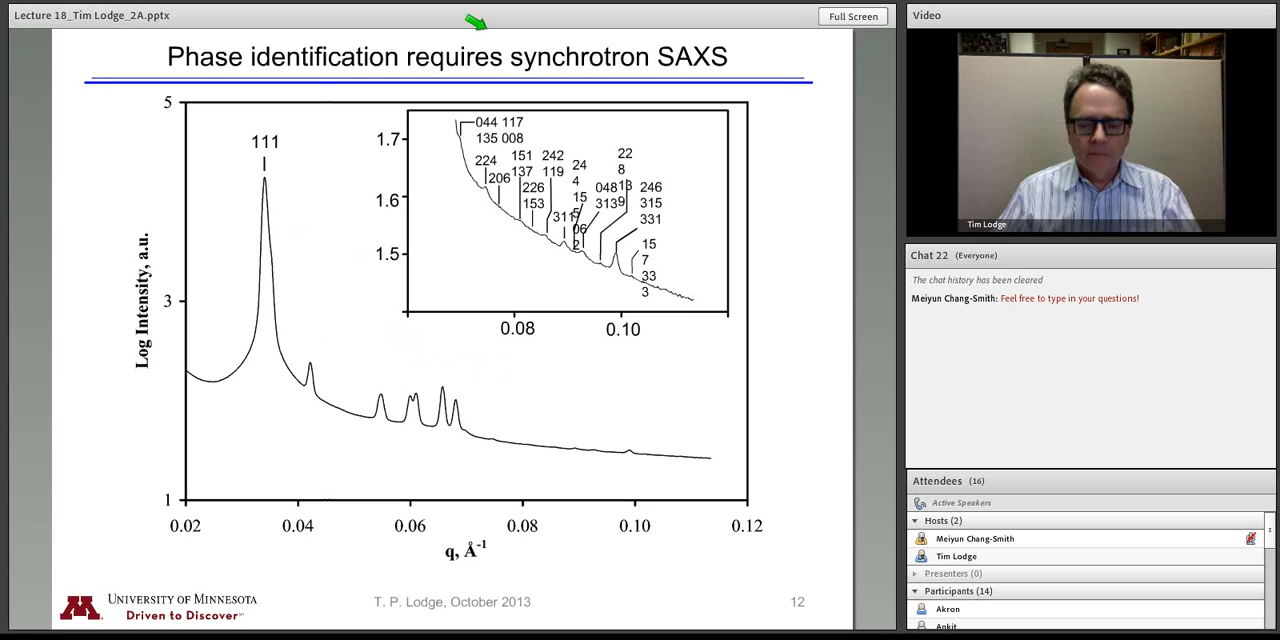 Lecture 18_Tim Lodge_2A.pptx
Full Screen
Phase identification requires synchrotron SAXS
5
3
1
Log Intensity, a.u.
111
1.7
1.6
1.5
044 117
135 008
224
206
151
137
226
153
242
119
311
24
4
15
5
06
2
048
313
22
8
13
9
246
315
331
15
7
33
3
0.08
0.10
0.02
0.04
0.06
0.08
0.10
0.12
q, Å-1
UNIVERSITY OF MINNESOTA
Driven to Discover℠
T. P. Lodge, October 2013
12
Video
Tim Lodge
Chat 22 (Everyone)
The chat history has been cleared
Meiyun Chang-Smith: Feel free to type in your questions!
Attendees (16)
Active Speakers
Hosts (2)
Meiyun Chang-Smith
Tim Lodge
Presenters (0)
Participants (14)
Akron
Ankit